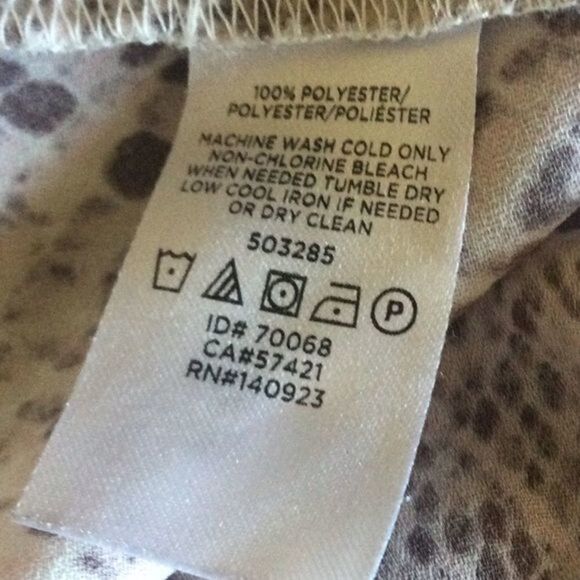 100% POLYESTER/
POLYESTER/POLIÉSTER
MACHINE WASH COLD ONLY
NON-CHLORINE BLEACH
WHEN NEEDED TUMBLE DRY
LOW COOL IRON IF NEEDED
OR DRY CLEAN
503285
P
ID# 70068
CA#57421
RN#140923